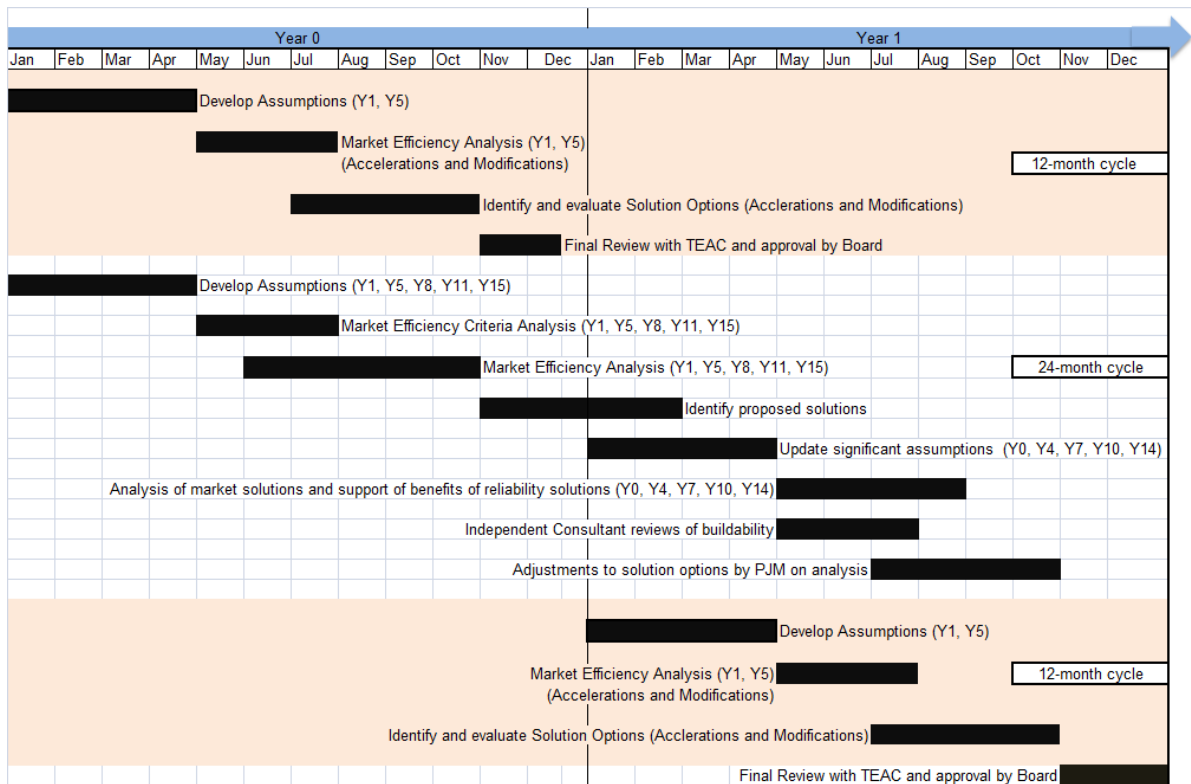 Year 0 Year 1
Jan Feb Mar Apr May Jun Jul Aug Sep Oct Nov Dec Jan Feb Mar Apr May Jun Jul Aug Sep Oct Nov Dec
Develop Assumptions (Y1, Y5)
Market Efficiency Analysis (Y1, Y5)
(Accelerations and Modifications)
12-month cycle
Identify and evaluate Solution Options (Acclerations and Modifications)
Final Review with TEAC and approval by Board
Develop Assumptions (Y1, Y5, Y8, Y11, Y15)
Market Efficiency Criteria Analysis (Y1, Y5, Y8, Y11, Y15)
Market Efficiency Analysis (Y1, Y5, Y8, Y11, Y15)
24-month cycle
Identify proposed solutions
Update significant assumptions (Y0, Y4, Y7, Y10, Y14)
Analysis of market solutions and support of benefits of reliability solutions (Y0, Y4, Y7, Y10, Y14)
Independent Consultant reviews of buildability
Adjustments to solution options by PJM on analysis
Develop Assumptions (Y1, Y5)
Market Efficiency Analysis (Y1, Y5)
(Accelerations and Modifications)
12-month cycle
Identify and evaluate Solution Options (Acclerations and Modifications)
Final Review with TEAC and approval by Board